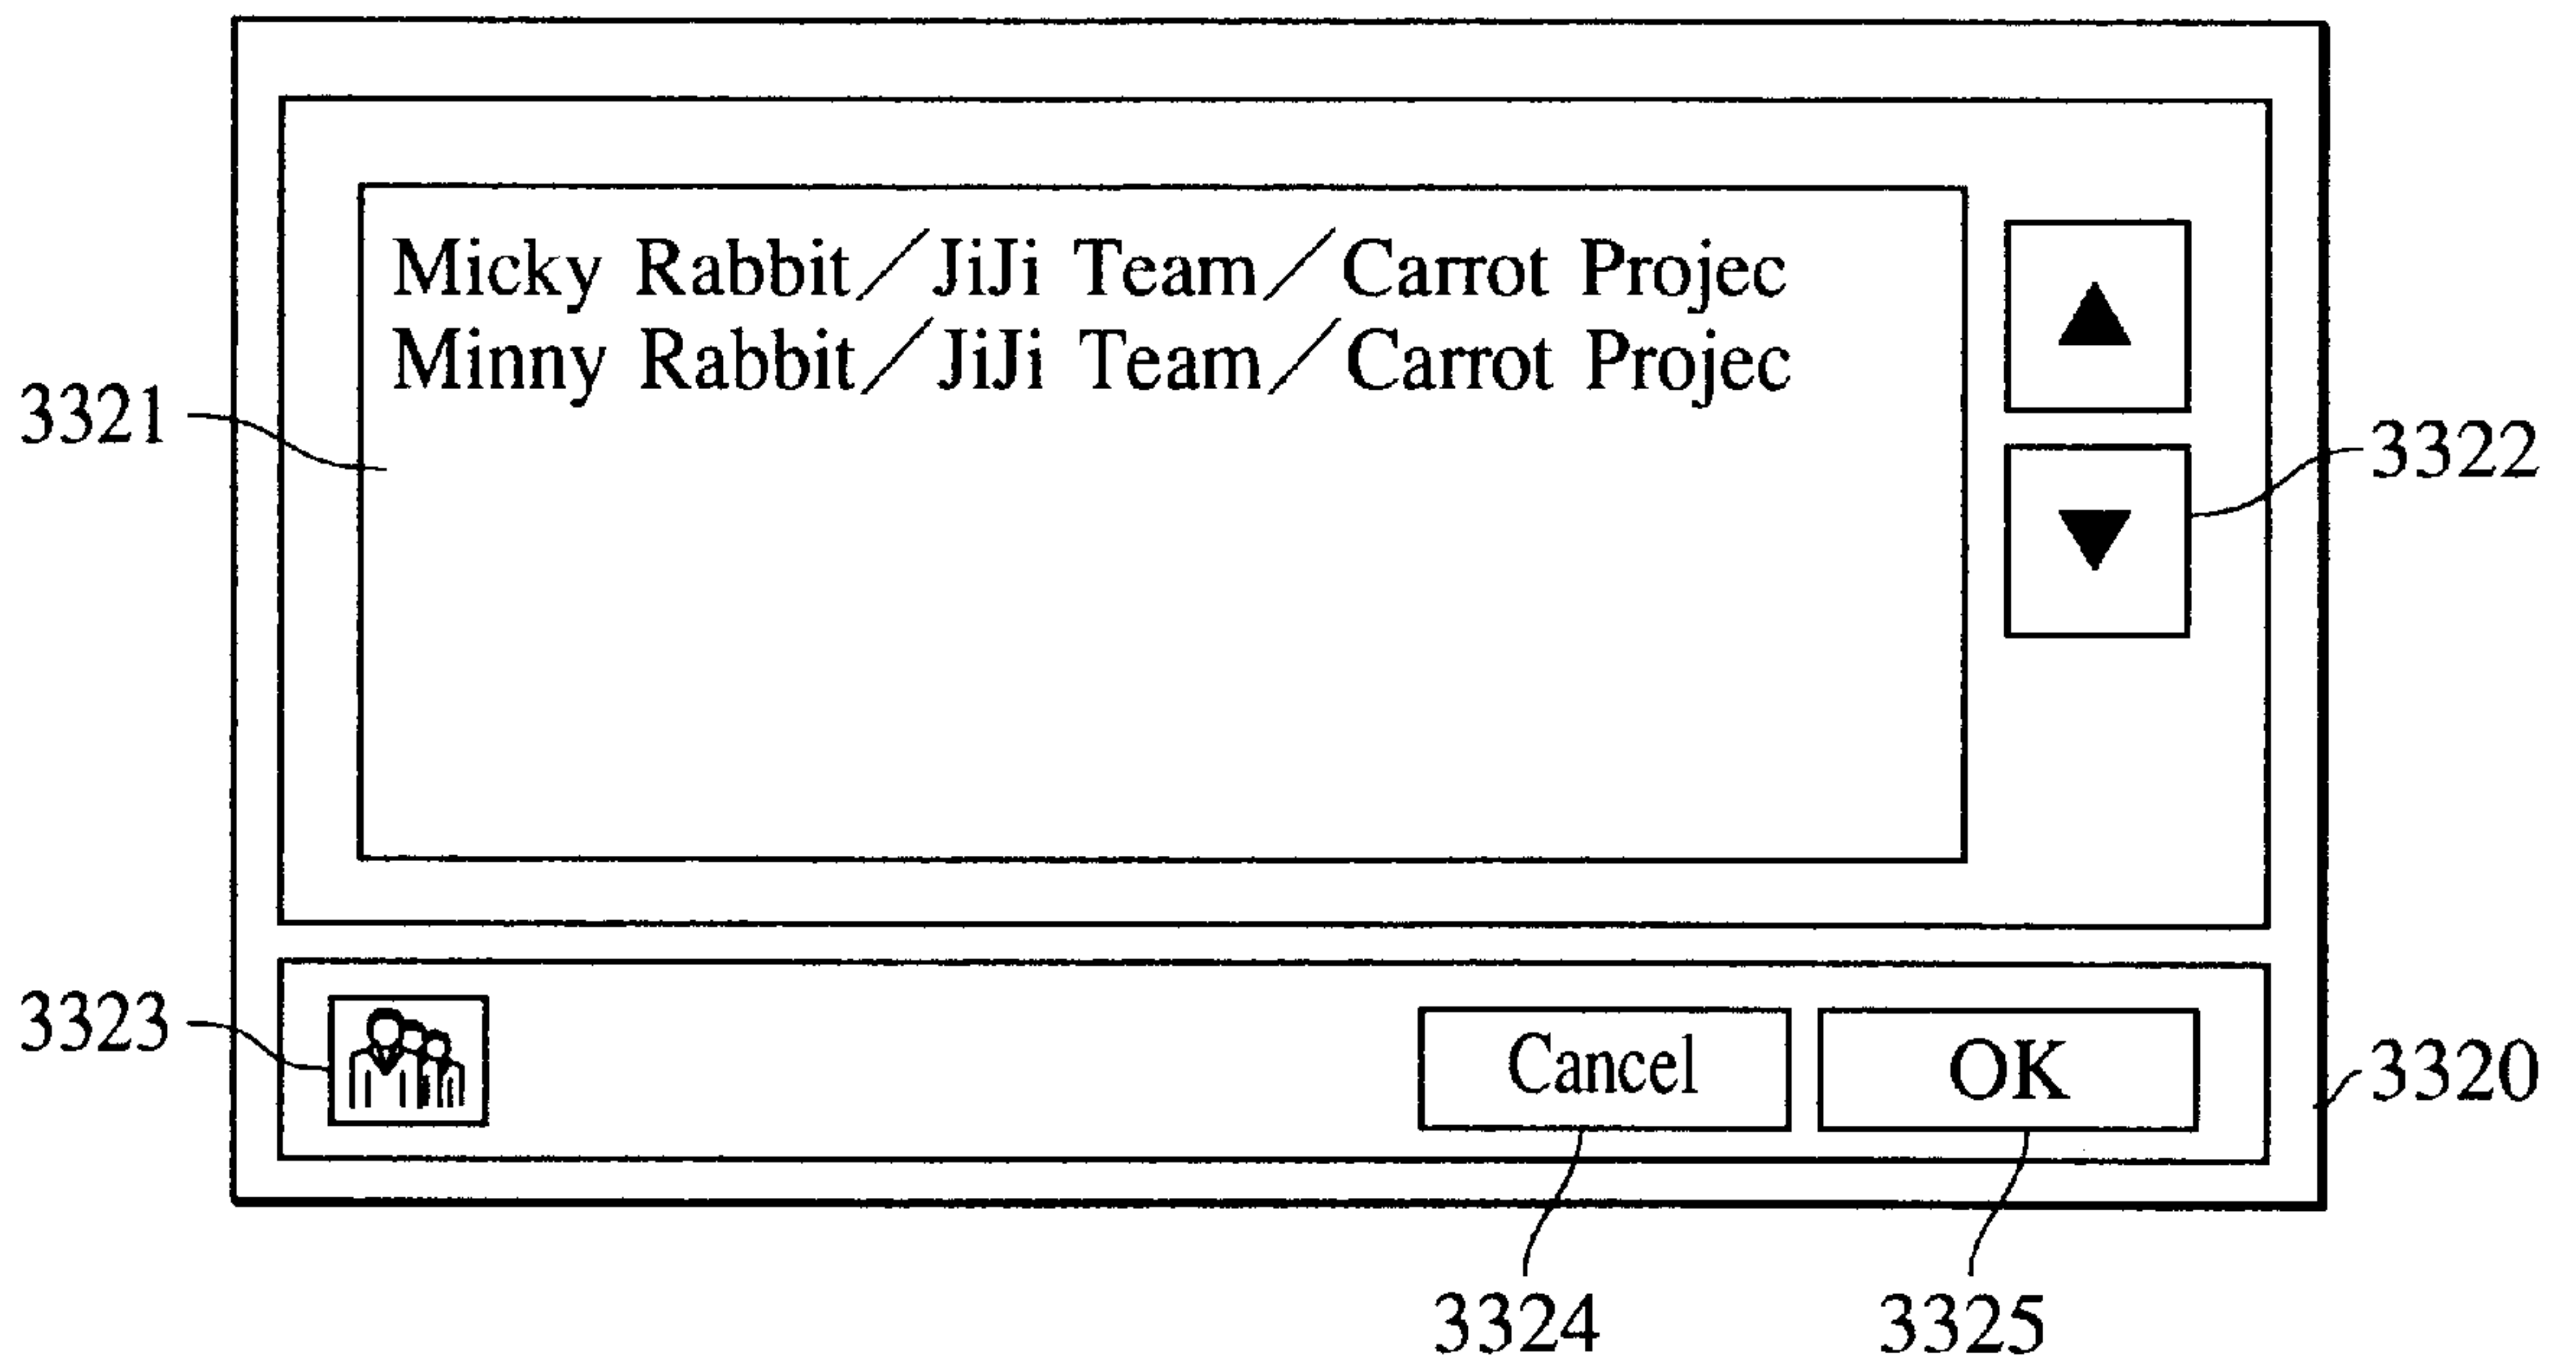 Micky Rabbit／JiJi Team／Carrot Projec
Minny Rabbit／JiJi Team／Carrot Projec
3321
3322
3323
Cancel
OK
3320
3324
3325